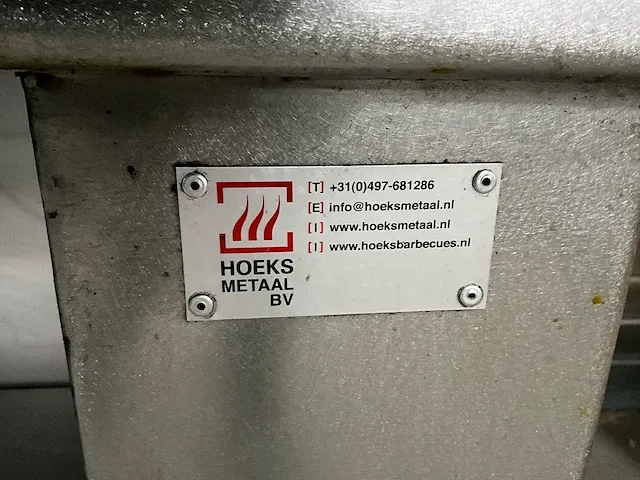 [T] +31(0)497-681286
[E] info@hoeksmetaal.nl
[I] www.hoeksmetaal.nl
[I] www.hoeksbarbecues.nl
HOEKS
METAAL
BV